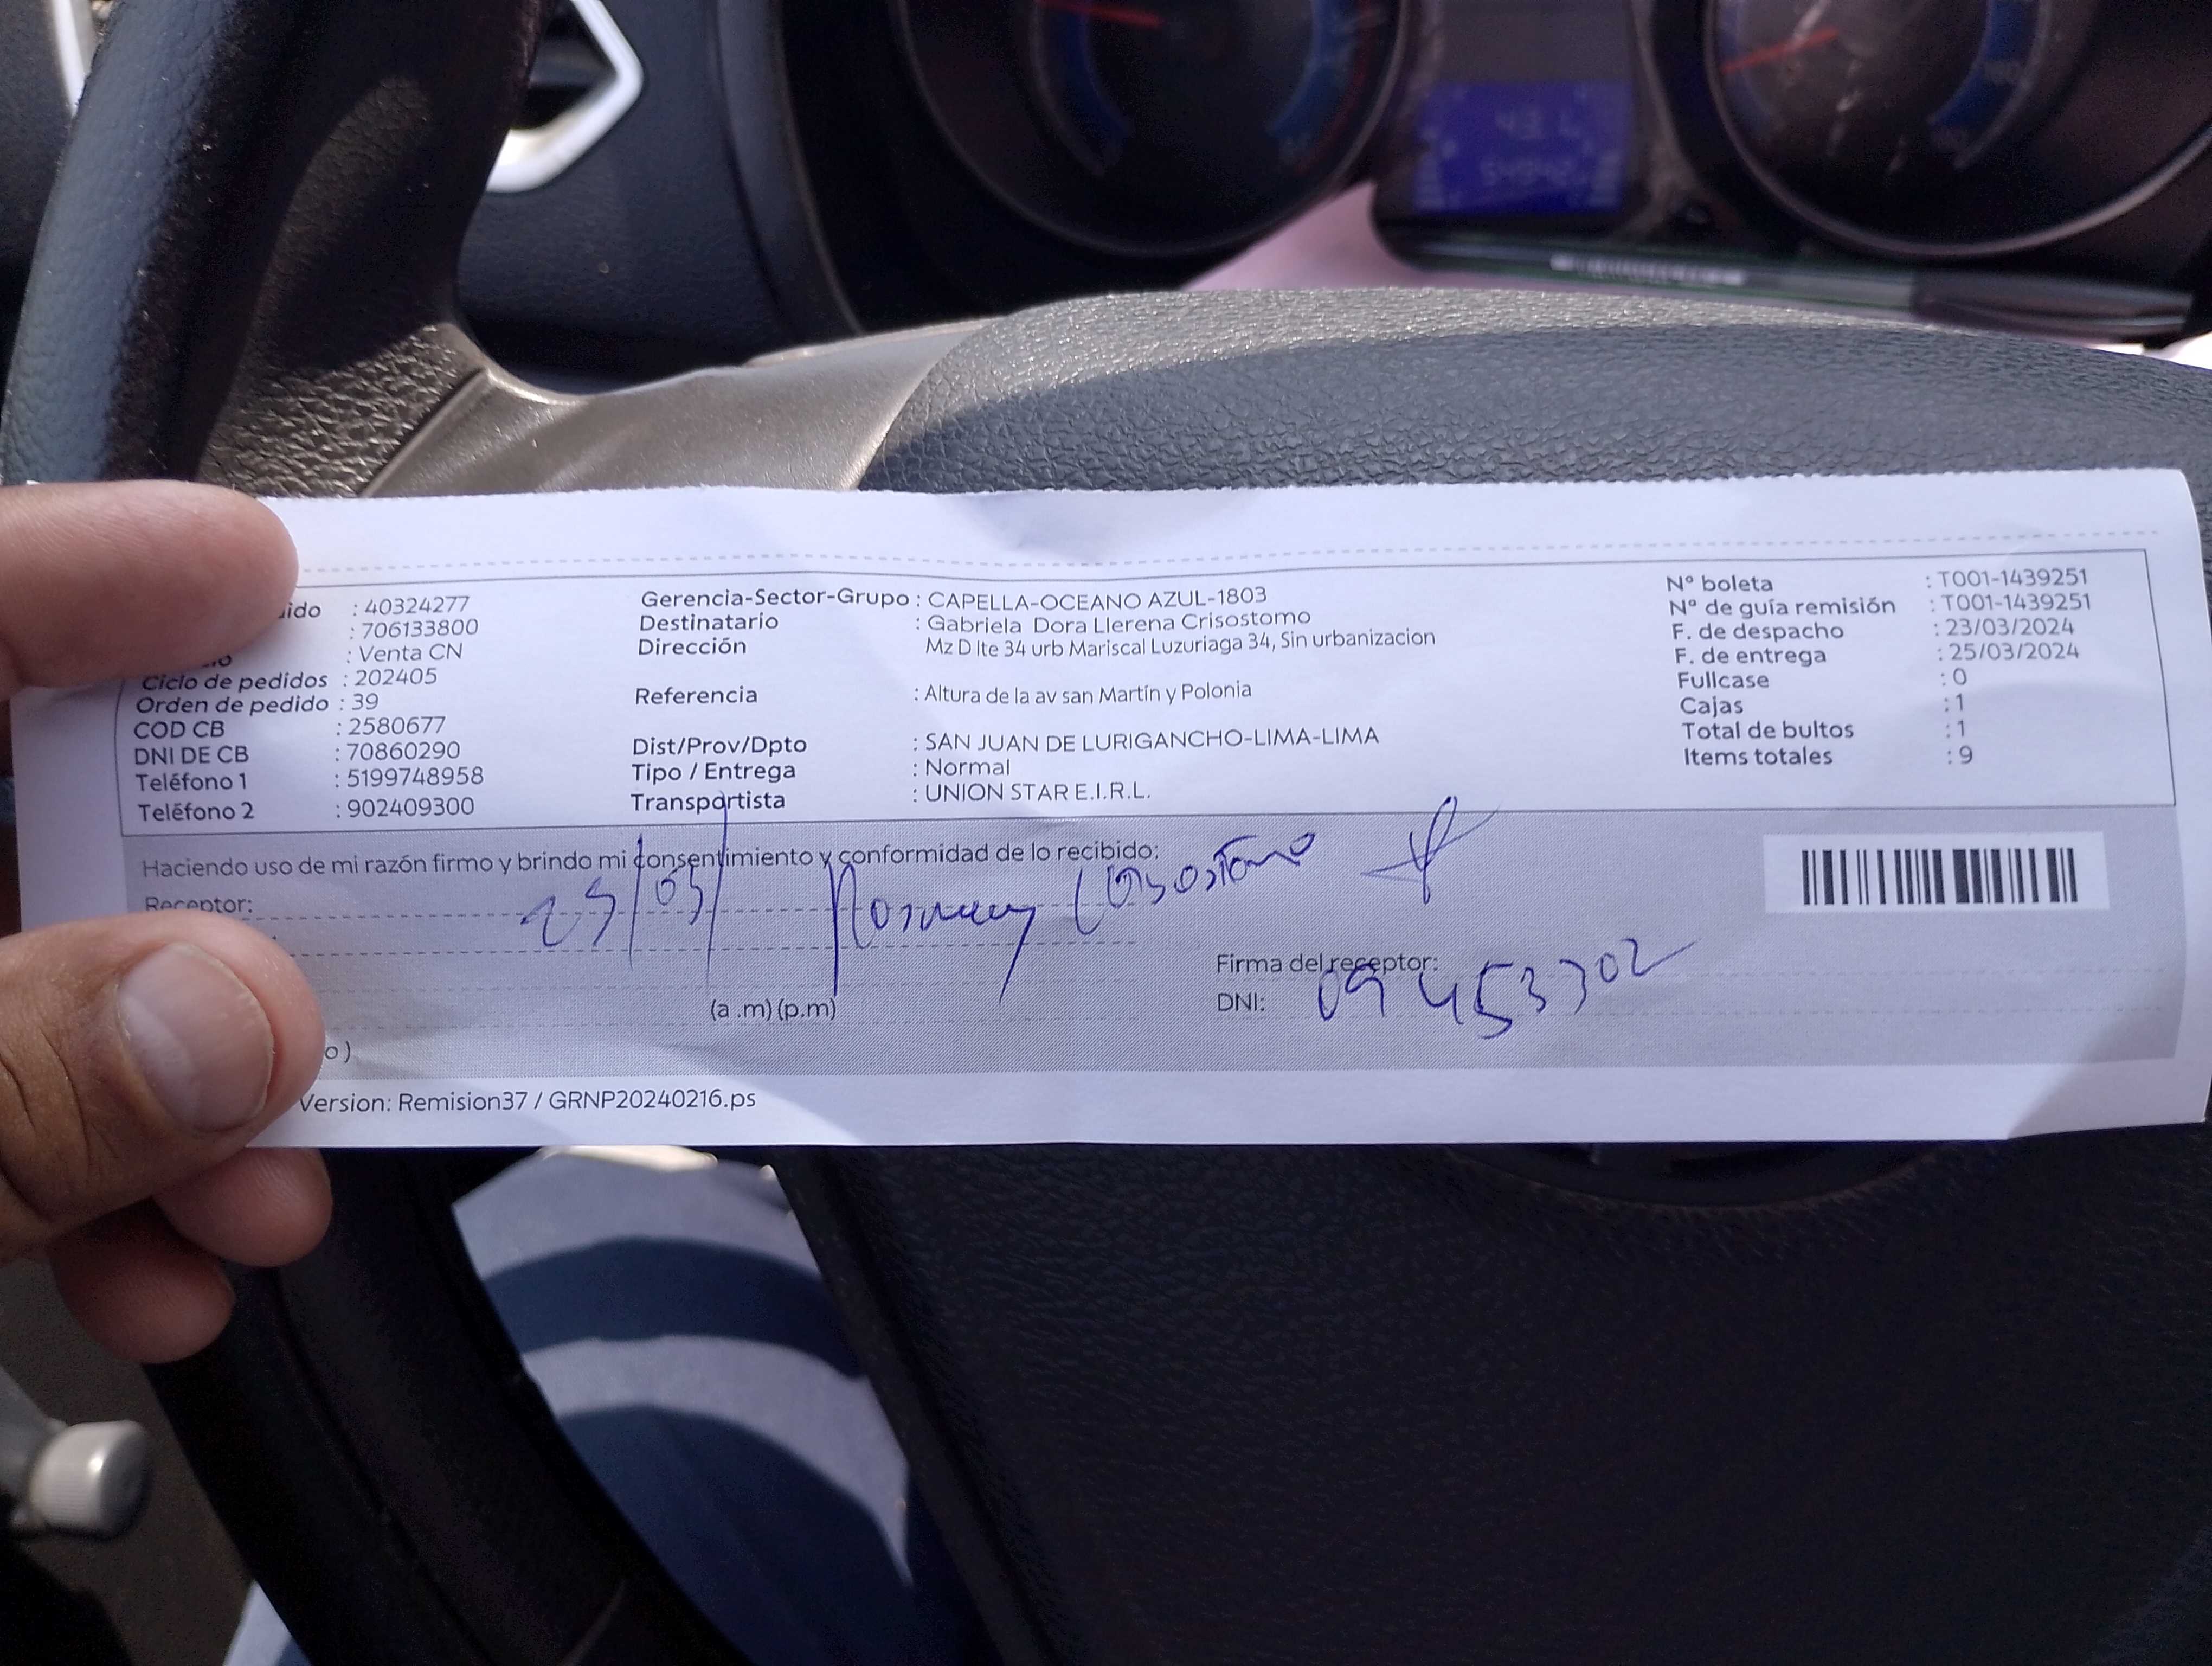 ido : 40324277
: 706133800
: Venta CN
Ciclo de pedidos : 202405
Orden de pedido : 39
COD CB : 2580677
DNI DE CB : 70860290
Teléfono 1 : 5199748958
Teléfono 2 : 902409300
Gerencia-Sector-Grupo : CAPELLA-OCEANO AZUL-1803
Destinatario : Gabriela Dora Llerena Crisostomo
Dirección Mz D lte 34 urb Mariscal Luzuriaga 34, Sin urbanizacion
Referencia : Altura de la av san Martín y Polonia
Dist/Prov/Dpto : SAN JUAN DE LURIGANCHO-LIMA-LIMA
Tipo / Entrega : Normal
Transportista : UNION STAR E.I.R.L.
N° boleta : T001-1439251
N° de guía remisión : T001-1439251
F. de despacho : 23/03/2024
F. de entrega : 25/03/2024
Fullcase : 0
Cajas : 1
Total de bultos : 1
Items totales : 9
Haciendo uso de mi razón firmo y brindo mi consentimiento y conformidad de lo recibido:
Receptor:
25/03/
Firma del receptor:
DNI: 09453302
(a .m) (p.m)
o )
Version: Remision37 / GRNP20240216.ps